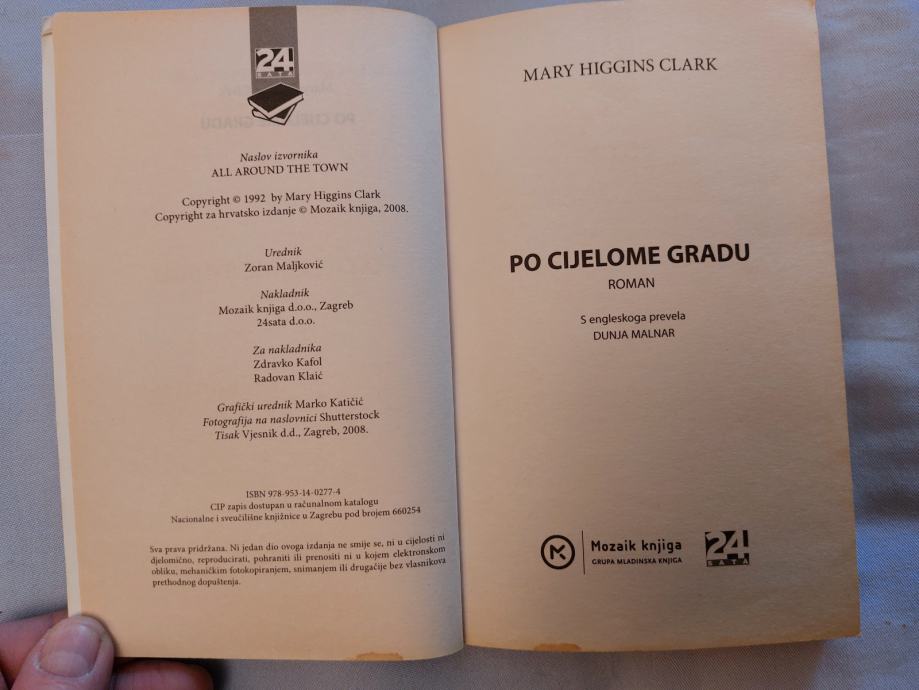 24
SATA
Naslov izvornika
ALL AROUND THE TOWN
Copyright © 1992 by Mary Higgins Clark
Copyright za hrvatsko izdanje © Mozaik knjiga, 2008.
Urednik
Zoran Maljković
Nakladnik
Mozaik knjiga d.o.o., Zagreb
24sata d.o.o.
Za nakladnika
Zdravko Kafol
Radovan Klaić
Grafički urednik Marko Katičić
Fotografija na naslovnici Shutterstock
Tisak Vjesnik d.d., Zagreb, 2008.
ISBN 978-953-14-0277-4
CIP zapis dostupan u računalnom katalogu
Nacionalne i sveučilišne knjižnice u Zagrebu pod brojem 660254
Sva prava pridržana. Ni jedan dio ovoga izdanja ne smije se, ni u cijelosti ni
djelomično, reproducirati, pohraniti ili prenositi ni u kojem elektronskom
obliku, mehaničkim fotokopiranjem, snimanjem ili drugačije bez vlasnikova
prethodnog dopuštenja.
MARY HIGGINS CLARK
PO CIJELOME GRADU
ROMAN
S engleskoga prevela
DUNJA MALNAR
Mozaik knjiga
GRUPA MLADINSKA KNJIGA
24
SATA